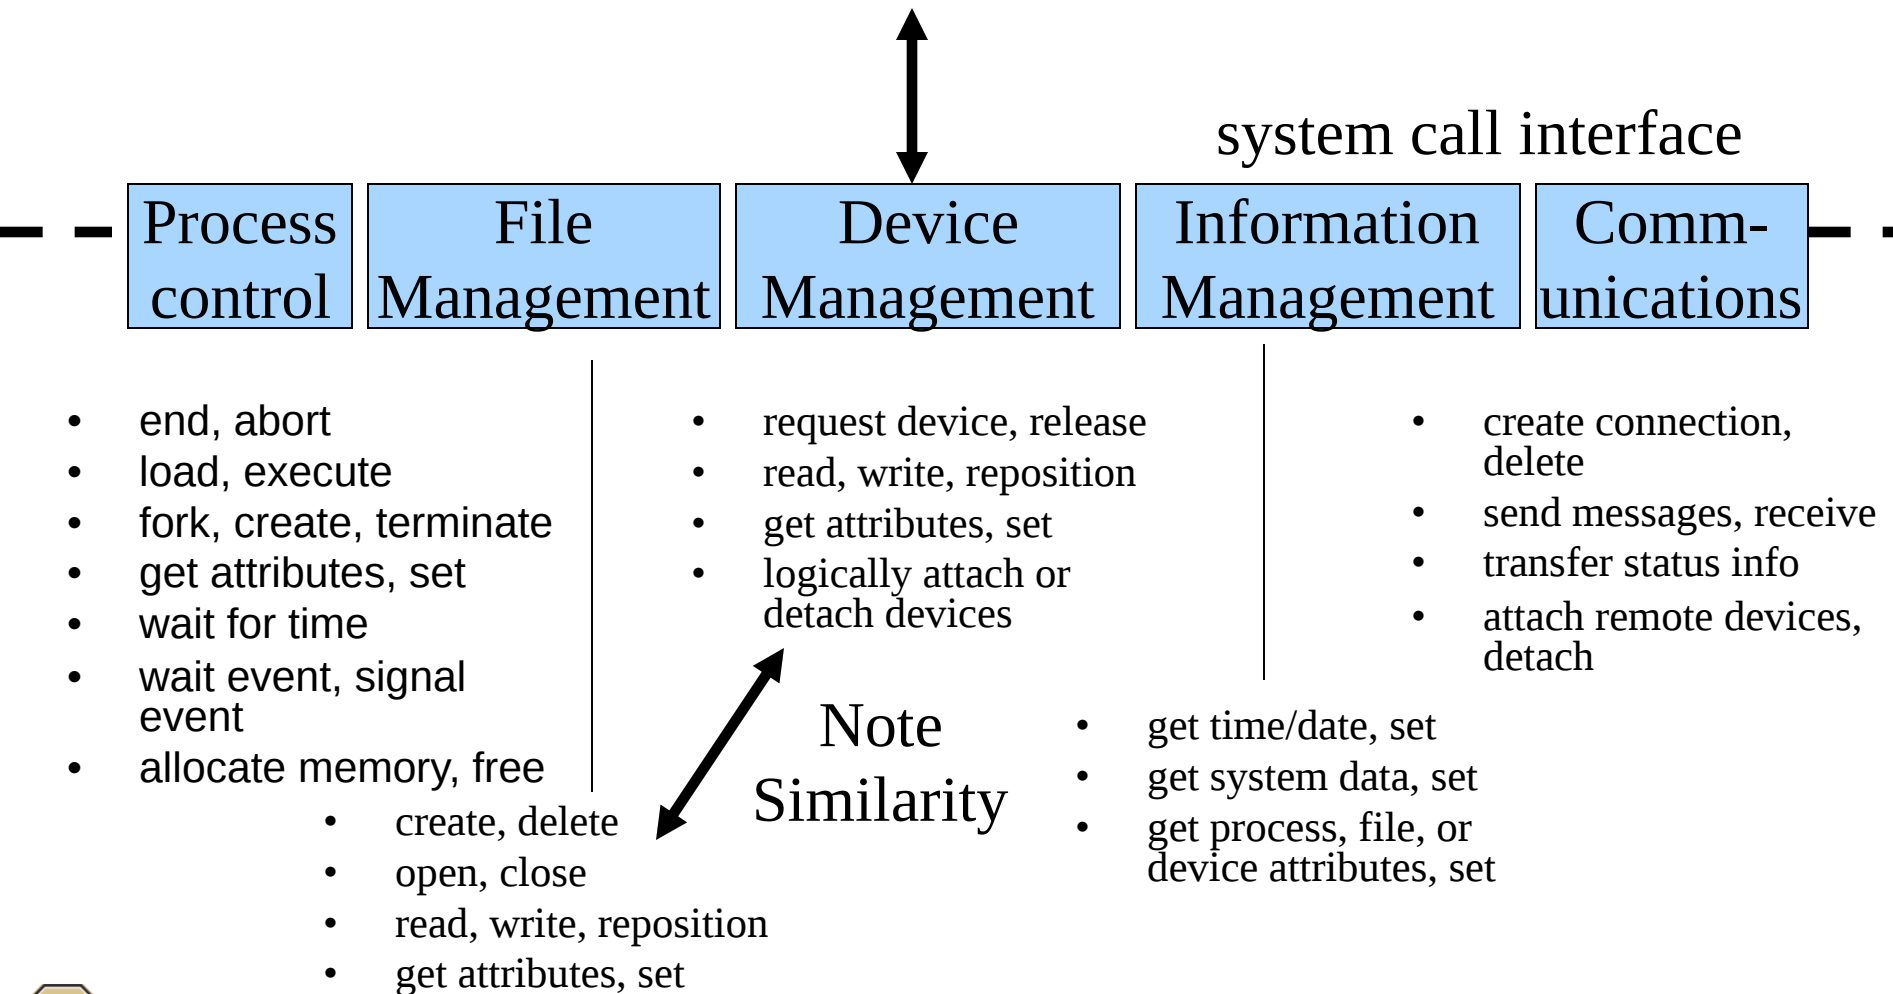 system call interface
Process
control
File
Management
Device
Management
Information
Management
Comm-
unications
• end, abort
• load, execute
• fork, create, terminate
• get attributes, set
• wait for time
• wait event, signal
event
• allocate memory, free
• create, delete
• open, close
• read, write, reposition
• get attributes, set
• request device, release
• read, write, reposition
• get attributes, set
• logically attach or
detach devices
Note
Similarity
• get time/date, set
• get system data, set
• get process, file, or
device attributes, set
• create connection,
delete
• send messages, receive
• transfer status info
• attach remote devices,
detach